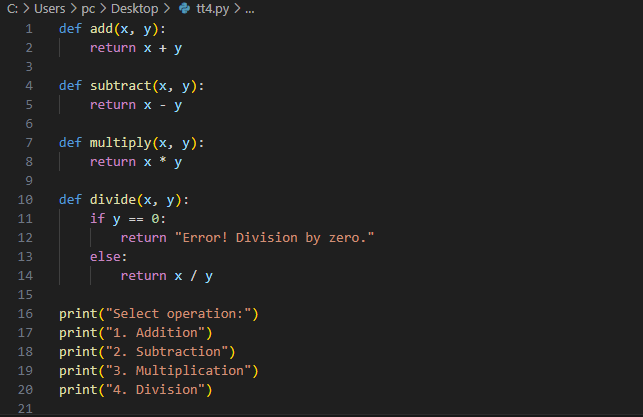 C: > Users > pc > Desktop > tt4.py > ...
1 def add(x, y):
2     return x + y
3
4 def subtract(x, y):
5     return x - y
6
7 def multiply(x, y):
8     return x * y
9
10 def divide(x, y):
11     if y == 0:
12         return "Error! Division by zero."
13     else:
14         return x / y
15
16 print("Select operation:")
17 print("1. Addition")
18 print("2. Subtraction")
19 print("3. Multiplication")
20 print("4. Division")
21